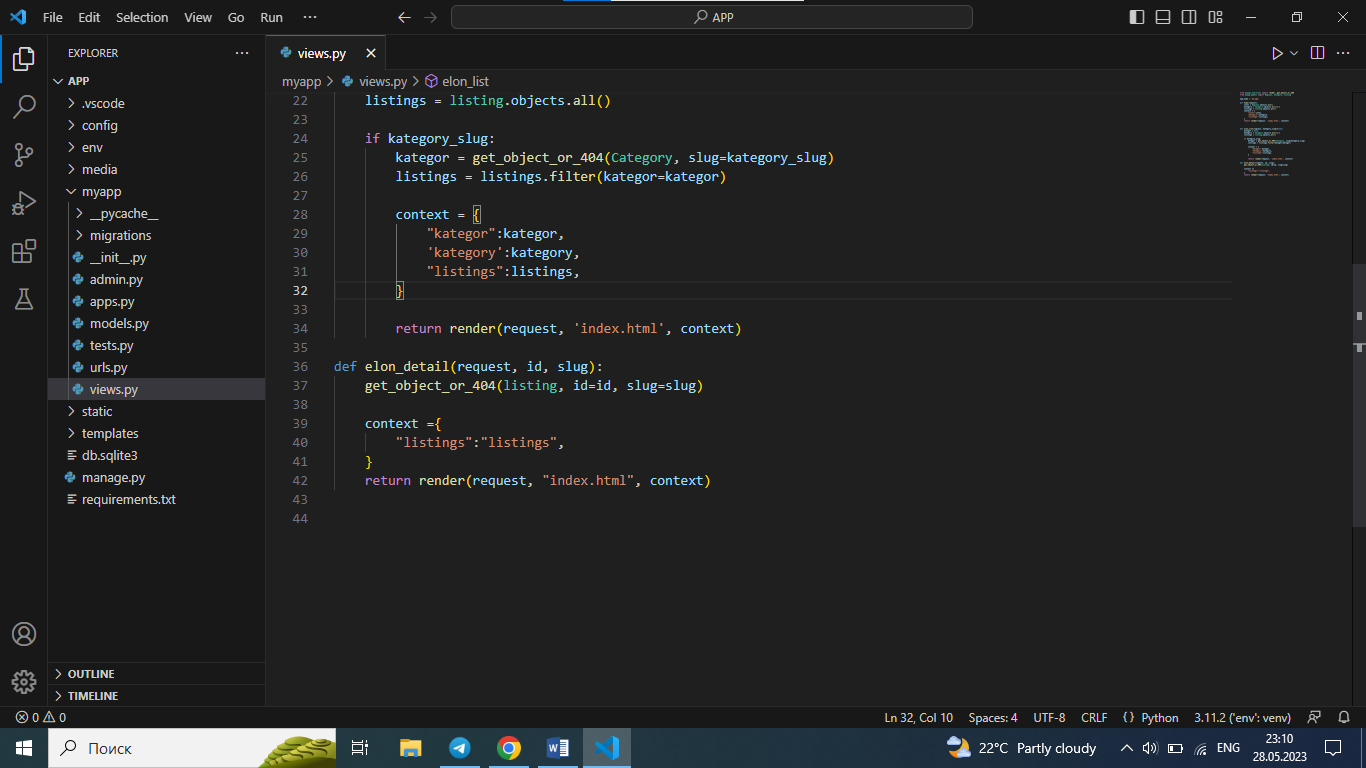 File Edit Selection View Go Run ···
APP
EXPLORER ···
views.py
APP
.vscode
config
env
media
myapp
__pycache__
migrations
__init__.py
admin.py
apps.py
models.py
tests.py
urls.py
views.py
static
templates
db.sqlite3
manage.py
requirements.txt
OUTLINE
TIMELINE
myapp > views.py > elon_list
22 listings = listing.objects.all()
23
24 if kategory_slug:
25 kategor = get_object_or_404(Category, slug=kategory_slug)
26 listings = listings.filter(kategor=kategor)
27
28 context = {
29 "kategor":kategor,
30 'kategory':kategory,
31 "listings":listings,
32 }
33
34 return render(request, 'index.html', context)
35
36 def elon_detail(request, id, slug):
37 get_object_or_404(listing, id=id, slug=slug)
38
39 context ={
40 "listings":"listings",
41 }
42 return render(request, "index.html", context)
43
44
0 0
Ln 32, Col 10 Spaces: 4 UTF-8 CRLF {} Python 3.11.2 ('env': venv)
Поиск
22°C Partly cloudy
ENG
23:10
28.05.2023